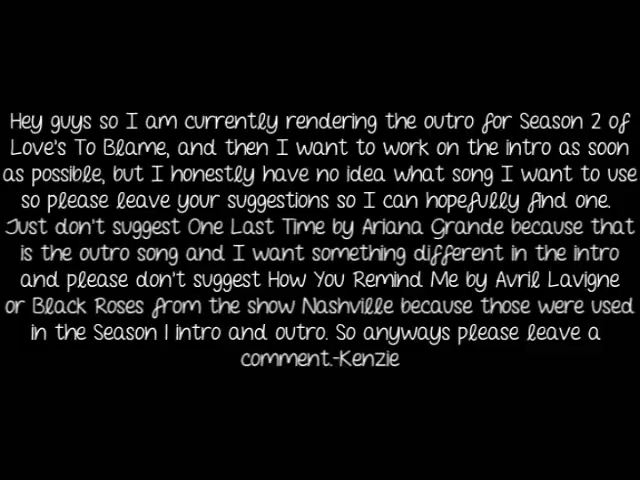 Hey guys so I am currently rendering the outro for Season 2 of
Love's To Blame, and then I want to work on the intro as soon
as possible, but I honestly have no idea what song I want to use
so please leave your suggestions so I can hopefully find one.
Just don't suggest One Last Time by Ariana Grande because that
is the outro song and I want something different in the intro
and please don't suggest How You Remind Me by Avril Lavigne
or Black Roses from the show Nashville because those were used
in the Season 1 intro and outro. So anyways please leave a
comment.-Kenzie